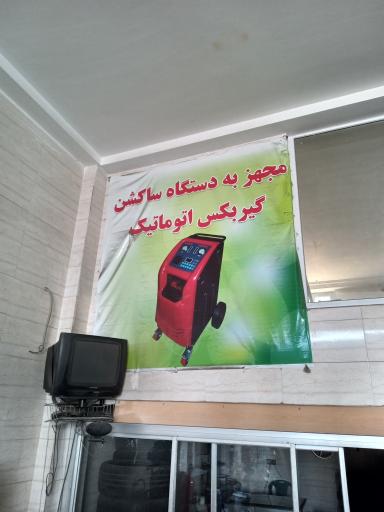 مجهز به دستگاه ساکشن
گیربکس اتوماتیک